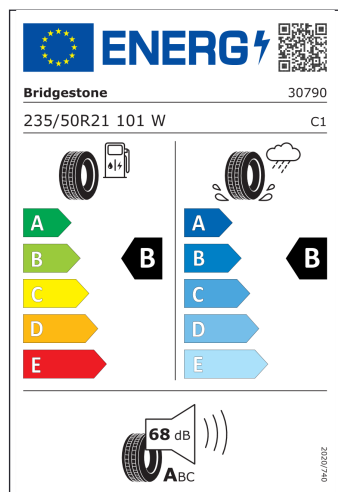 ENERG
Bridgestone 30790
235/50R21 101 W C1
A
B
C
D
E
B
A
B
C
D
E
B
68 dB
ABC
2020/740